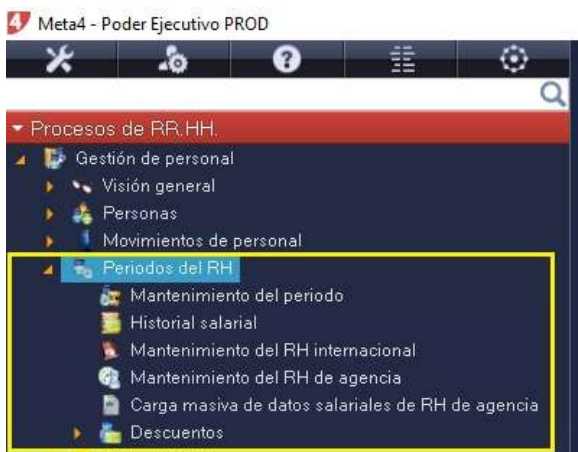 4 Meta4 - Poder Ejecutivo PROD
?
Procesos de RR.HH.
Gestión de personal
Visión general
Personas
Movimientos de personal
Periodos del RH
Mantenimiento del periodo
Historial salarial
Mantenimiento del RH internacional
Mantenimiento del RH de agencia
Carga masiva de datos salariales de RH de agencia
Descuentos